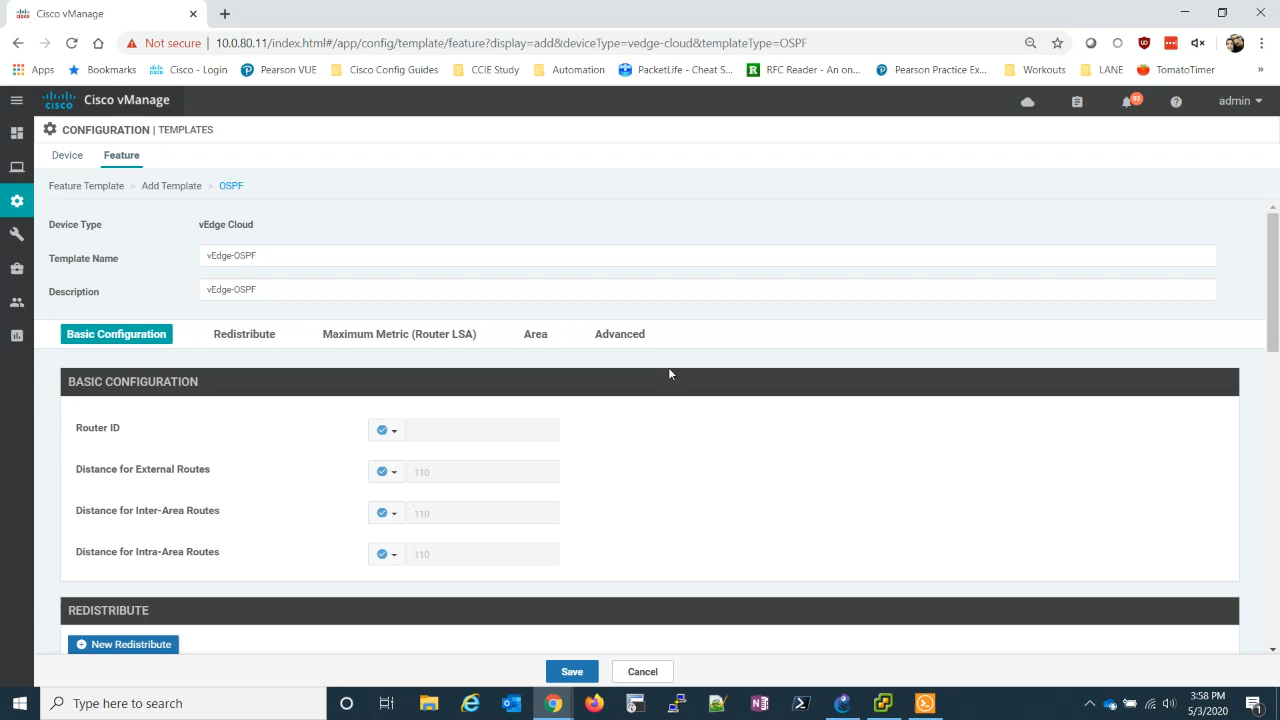 Cisco vManage
Not secure | 10.0.80.11/index.html#/app/config/template/feature?display=add&deviceType=vedge-cloud&templateType=OSPF
Apps Bookmarks Cisco - Login Pearson VUE Cisco Config Guides CCIE Study Automation PacketLife - Cheat S... RFC Reader - An on... Pearson Practice Ex... Workouts LANE TomatoTimer »
CISCO Cisco vManage 93 admin
CONFIGURATION | TEMPLATES
Device Feature
Feature Template > Add Template > OSPF
Device Type vEdge Cloud
Template Name vEdge-OSPF
Description vEdge-OSPF
Basic Configuration Redistribute Maximum Metric (Router LSA) Area Advanced
BASIC CONFIGURATION
Router ID
Distance for External Routes 110
Distance for Inter-Area Routes 110
Distance for Intra-Area Routes 110
REDISTRIBUTE
New Redistribute
Save Cancel
Type here to search
3:58 PM
5/3/2020
1